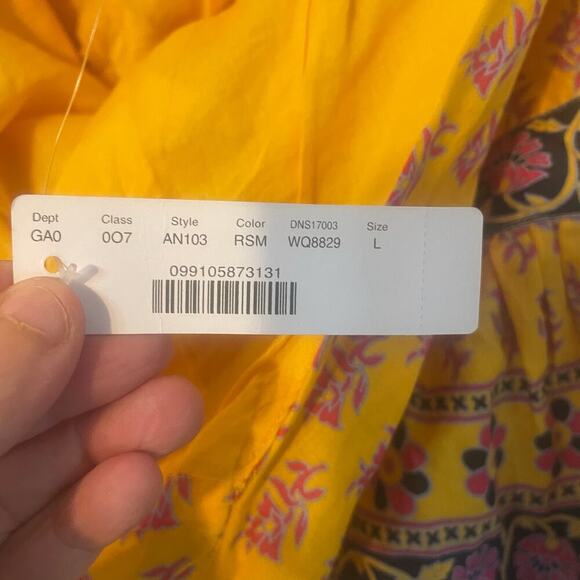 Dept Class Style Color DNS17003 Size
GA0 0O7 AN103 RSM WQ8829 L
099105873131